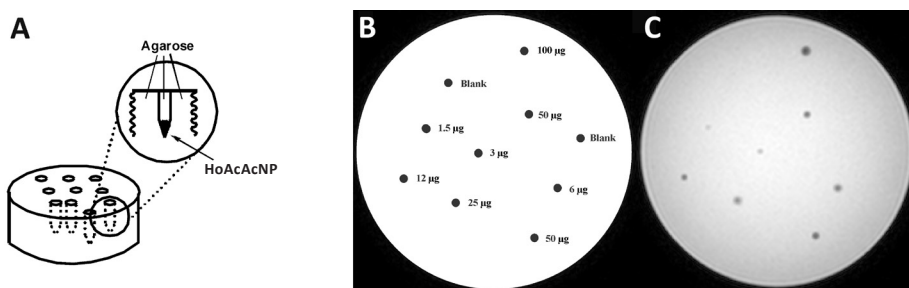 A
Agarose
HoAcAcNP
B
100 µg
Blank
50 µg
1.5 µg
Blank
3 µg
12 µg
6 µg
25 µg
50 µg
C